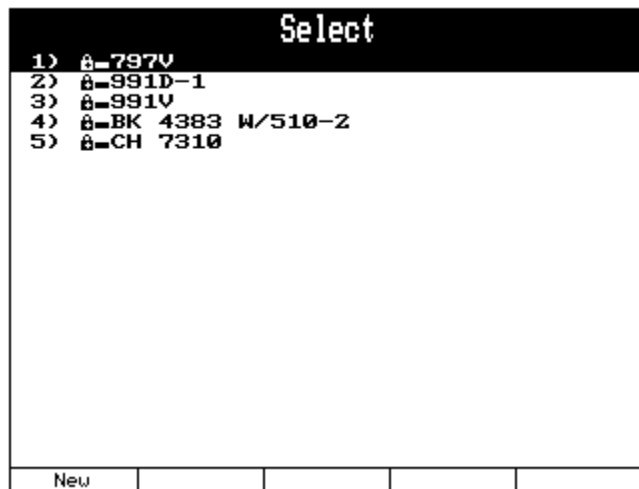 Select
1) 797V
2) 991D-1
3) 991V
4) BK 4383 W/510-2
5) CH 7310
New